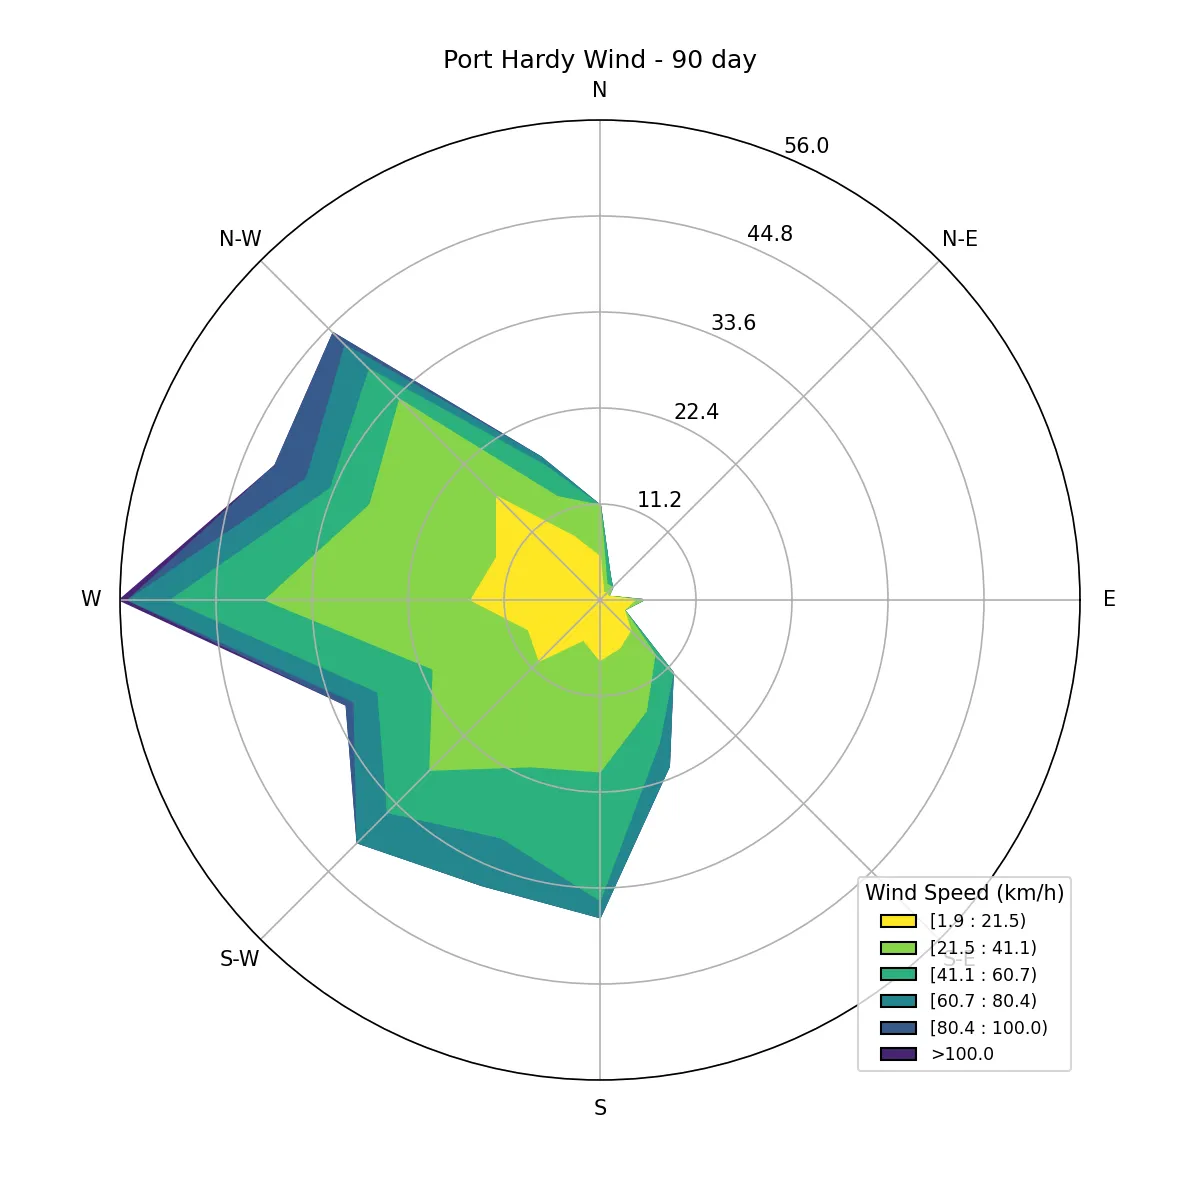 Port Hardy Wind - 90 day
N
56.0
N-W
44.8
N-E
33.6
22.4
11.2
W
E
Wind Speed (km/h)
[1.9 : 21.5)
[21.5 : 41.1)
S-W
S-E
[41.1 : 60.7)
[60.7 : 80.4)
[80.4 : 100.0)
>100.0
S